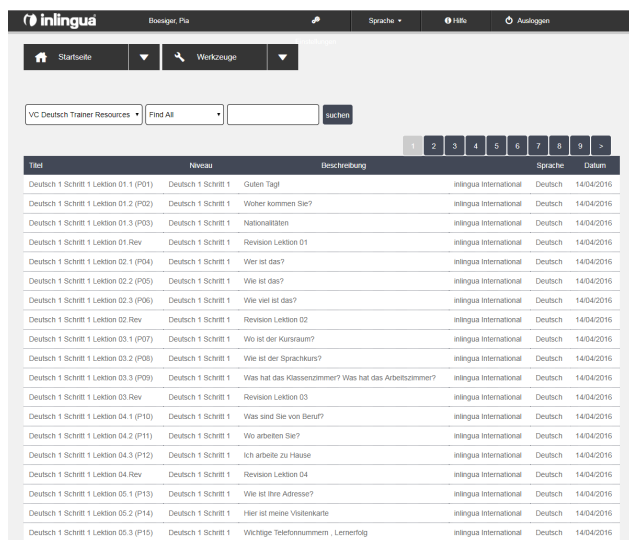 inlingua Boesiger, Pia Sprache Hilfe Ausloggen
Startseite Werkzeuge
VC Deutsch Trainer Resources Find All suchen
1 2 3 4 5 6 7 8 9 >
Titel Niveau Beschreibung Sprache Datum
Deutsch 1 Schritt 1 Lektion 01.1 (P01) Deutsch 1 Schritt 1 Guten Tag! inlingua International Deutsch 14/04/2016
Deutsch 1 Schritt 1 Lektion 01.2 (P02) Deutsch 1 Schritt 1 Woher kommen Sie? inlingua International Deutsch 14/04/2016
Deutsch 1 Schritt 1 Lektion 01.3 (P03) Deutsch 1 Schritt 1 Nationalitäten inlingua International Deutsch 14/04/2016
Deutsch 1 Schritt 1 Lektion 01.Rev Deutsch 1 Schritt 1 Revision Lektion 01 inlingua International Deutsch 14/04/2016
Deutsch 1 Schritt 1 Lektion 02.1 (P04) Deutsch 1 Schritt 1 Wer ist das? inlingua International Deutsch 14/04/2016
Deutsch 1 Schritt 1 Lektion 02.2 (P05) Deutsch 1 Schritt 1 Wie ist das? inlingua International Deutsch 14/04/2016
Deutsch 1 Schritt 1 Lektion 02.3 (P06) Deutsch 1 Schritt 1 Wie viel ist das? inlingua International Deutsch 14/04/2016
Deutsch 1 Schritt 1 Lektion 02.Rev Deutsch 1 Schritt 1 Revision Lektion 02 inlingua International Deutsch 14/04/2016
Deutsch 1 Schritt 1 Lektion 03.1 (P07) Deutsch 1 Schritt 1 Wo ist der Kursraum? inlingua International Deutsch 14/04/2016
Deutsch 1 Schritt 1 Lektion 03.2 (P08) Deutsch 1 Schritt 1 Wie ist der Sprachkurs? inlingua International Deutsch 14/04/2016
Deutsch 1 Schritt 1 Lektion 03.3 (P09) Deutsch 1 Schritt 1 Was hat das Klassenzimmer? Was hat das Arbeitszimmer? inlingua International Deutsch 14/04/2016
Deutsch 1 Schritt 1 Lektion 03.Rev Deutsch 1 Schritt 1 Revision Lektion 03 inlingua International Deutsch 14/04/2016
Deutsch 1 Schritt 1 Lektion 04.1 (P10) Deutsch 1 Schritt 1 Was sind Sie von Beruf? inlingua International Deutsch 14/04/2016
Deutsch 1 Schritt 1 Lektion 04.2 (P11) Deutsch 1 Schritt 1 Wo arbeiten Sie? inlingua International Deutsch 14/04/2016
Deutsch 1 Schritt 1 Lektion 04.3 (P12) Deutsch 1 Schritt 1 Ich arbeite zu Hause inlingua International Deutsch 14/04/2016
Deutsch 1 Schritt 1 Lektion 04.Rev Deutsch 1 Schritt 1 Revision Lektion 04 inlingua International Deutsch 14/04/2016
Deutsch 1 Schritt 1 Lektion 05.1 (P13) Deutsch 1 Schritt 1 Wie ist Ihre Adresse? inlingua International Deutsch 14/04/2016
Deutsch 1 Schritt 1 Lektion 05.2 (P14) Deutsch 1 Schritt 1 Hier ist meine Visitenkarte inlingua International Deutsch 14/04/2016
Deutsch 1 Schritt 1 Lektion 05.3 (P15) Deutsch 1 Schritt 1 Wichtige Telefonnummern , Lernerfolg inlingua International Deutsch 14/04/2016